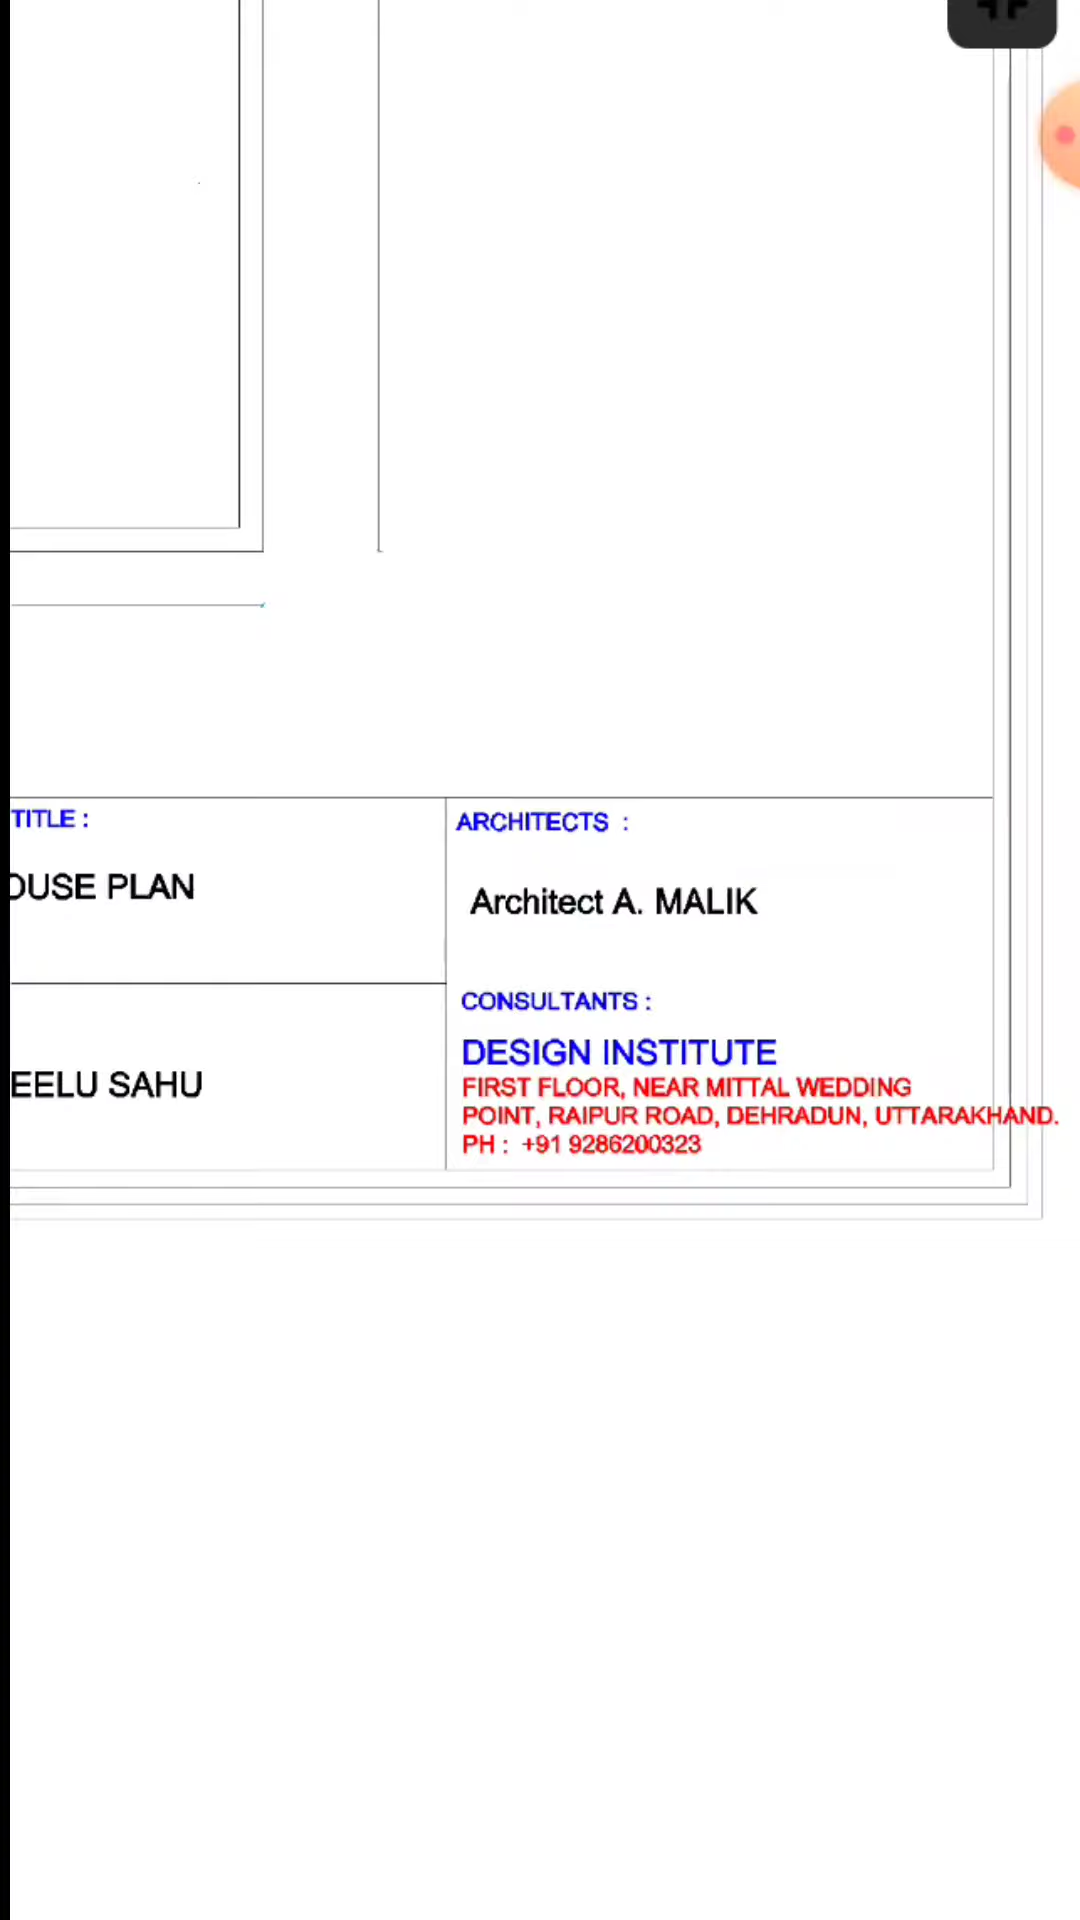 TITLE :
OUSE PLAN
EELU SAHU
ARCHITECTS :
Architect A. MALIK
CONSULTANTS :
DESIGN INSTITUTE
FIRST FLOOR, NEAR MITTAL WEDDING
POINT, RAIPUR ROAD, DEHRADUN, UTTARAKHAND.
PH : +91 9286200323